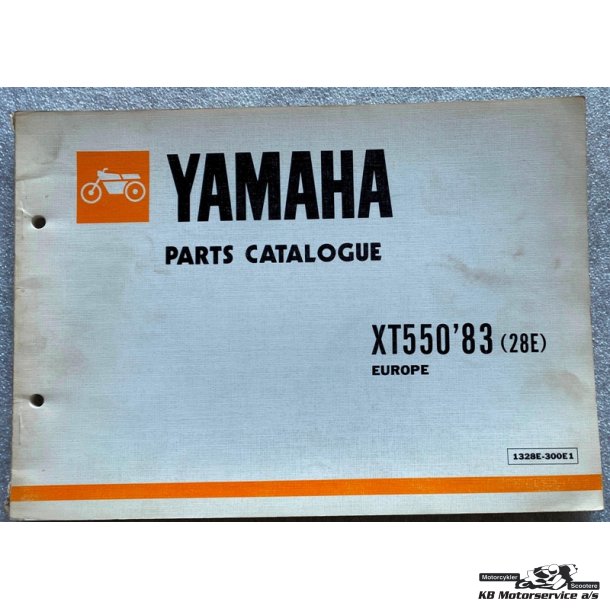 YAMAHA
PARTS CATALOGUE
XT550'83 (28E)
EUROPE
1328E-300E1
Motorcykler
Scootere
KB Motorservice a/s